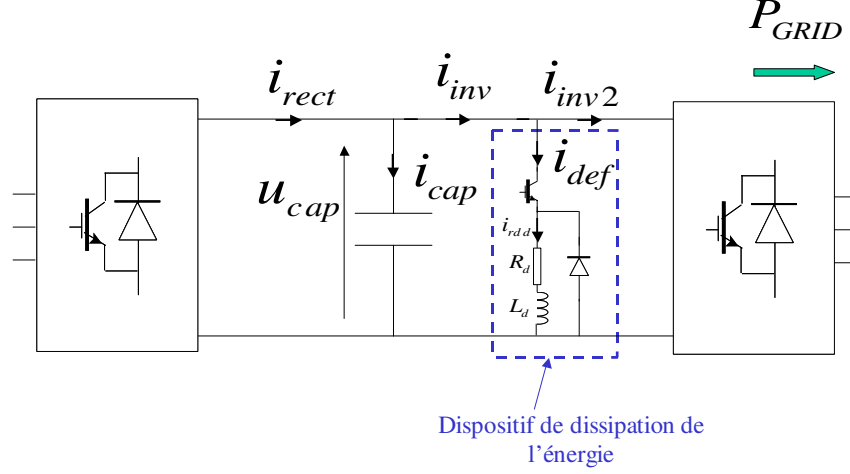 P_GRID
i_rect
i_inv
i_inv2
u_cap
i_cap
i_def
i_rdd
R_d
L_d
Dispositif de dissipation de
l'énergie